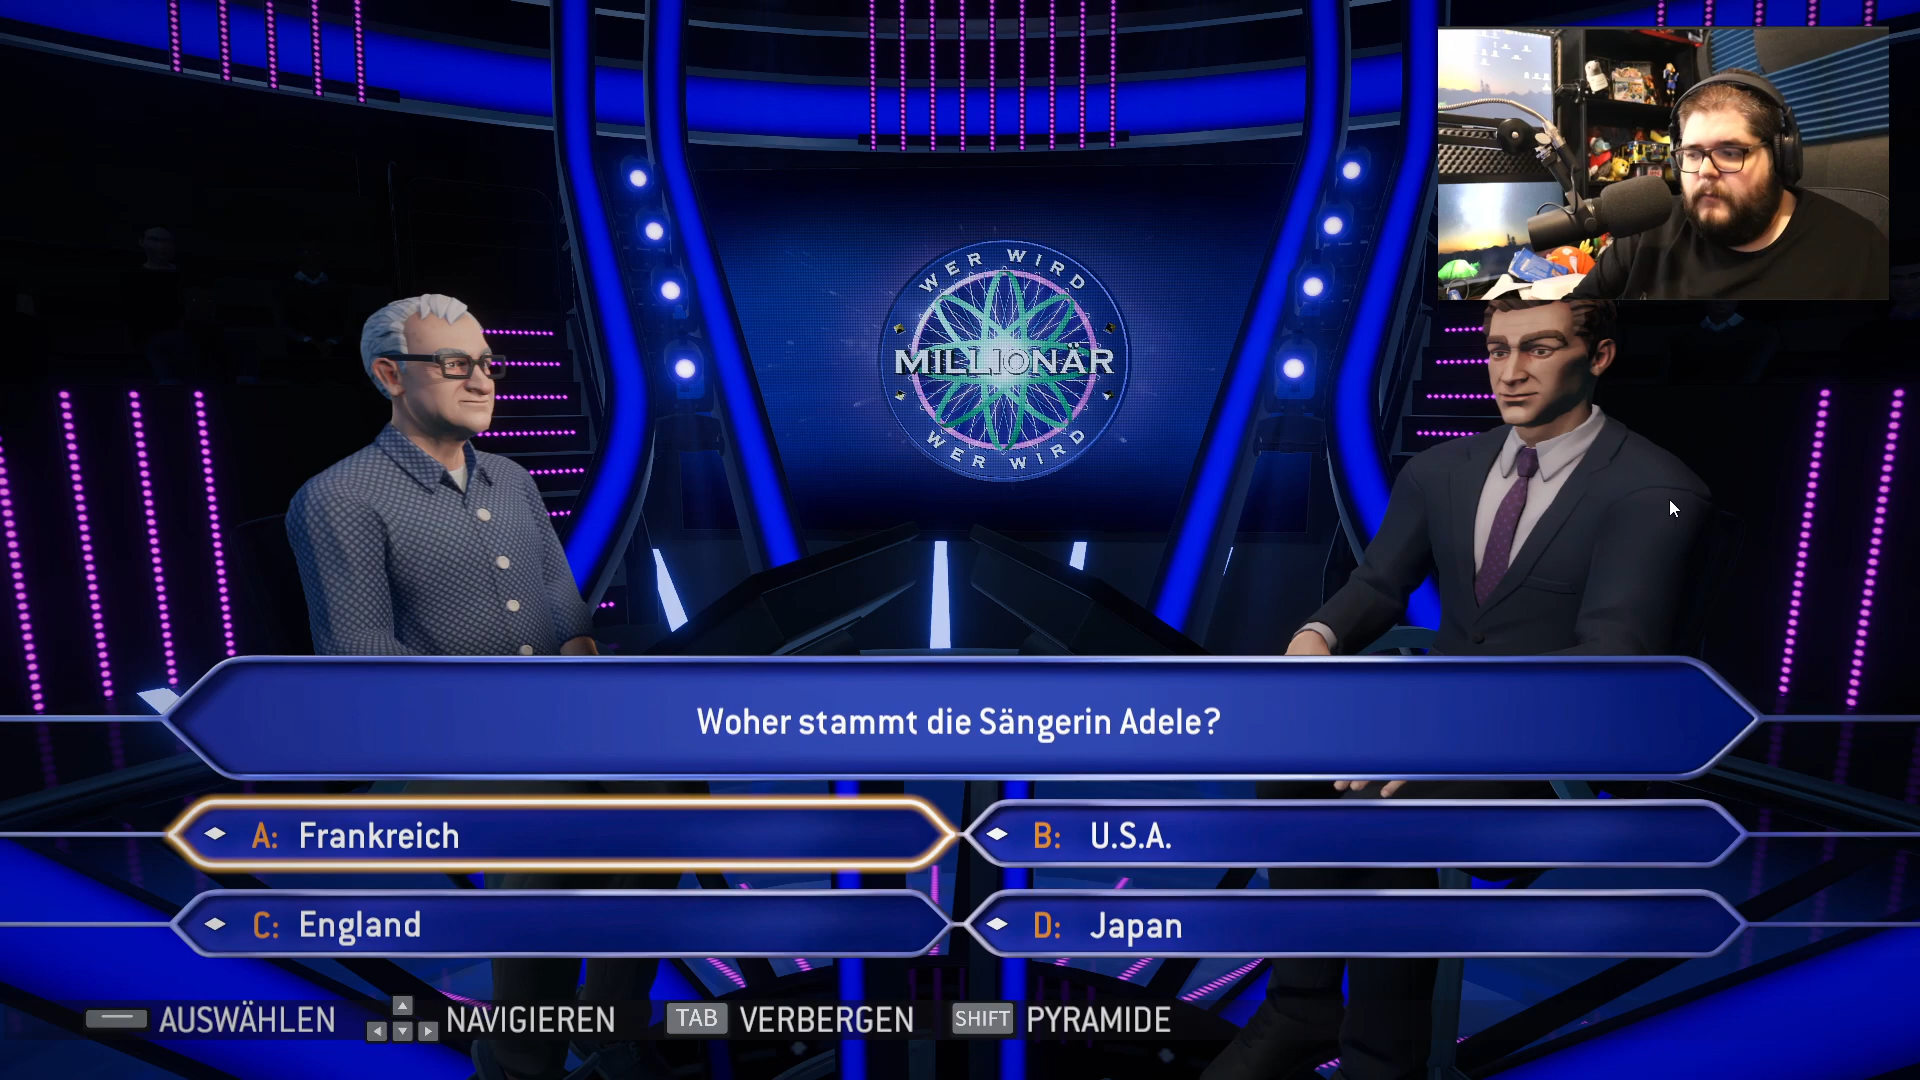 WER WIRD
MILLIONÄR
WER WIRD
Woher stammt die Sängerin Adele?
A: Frankreich
B: U.S.A.
C: England
D: Japan
AUSWÄHLEN
NAVIGIEREN
TAB VERBERGEN
SHIFT PYRAMIDE